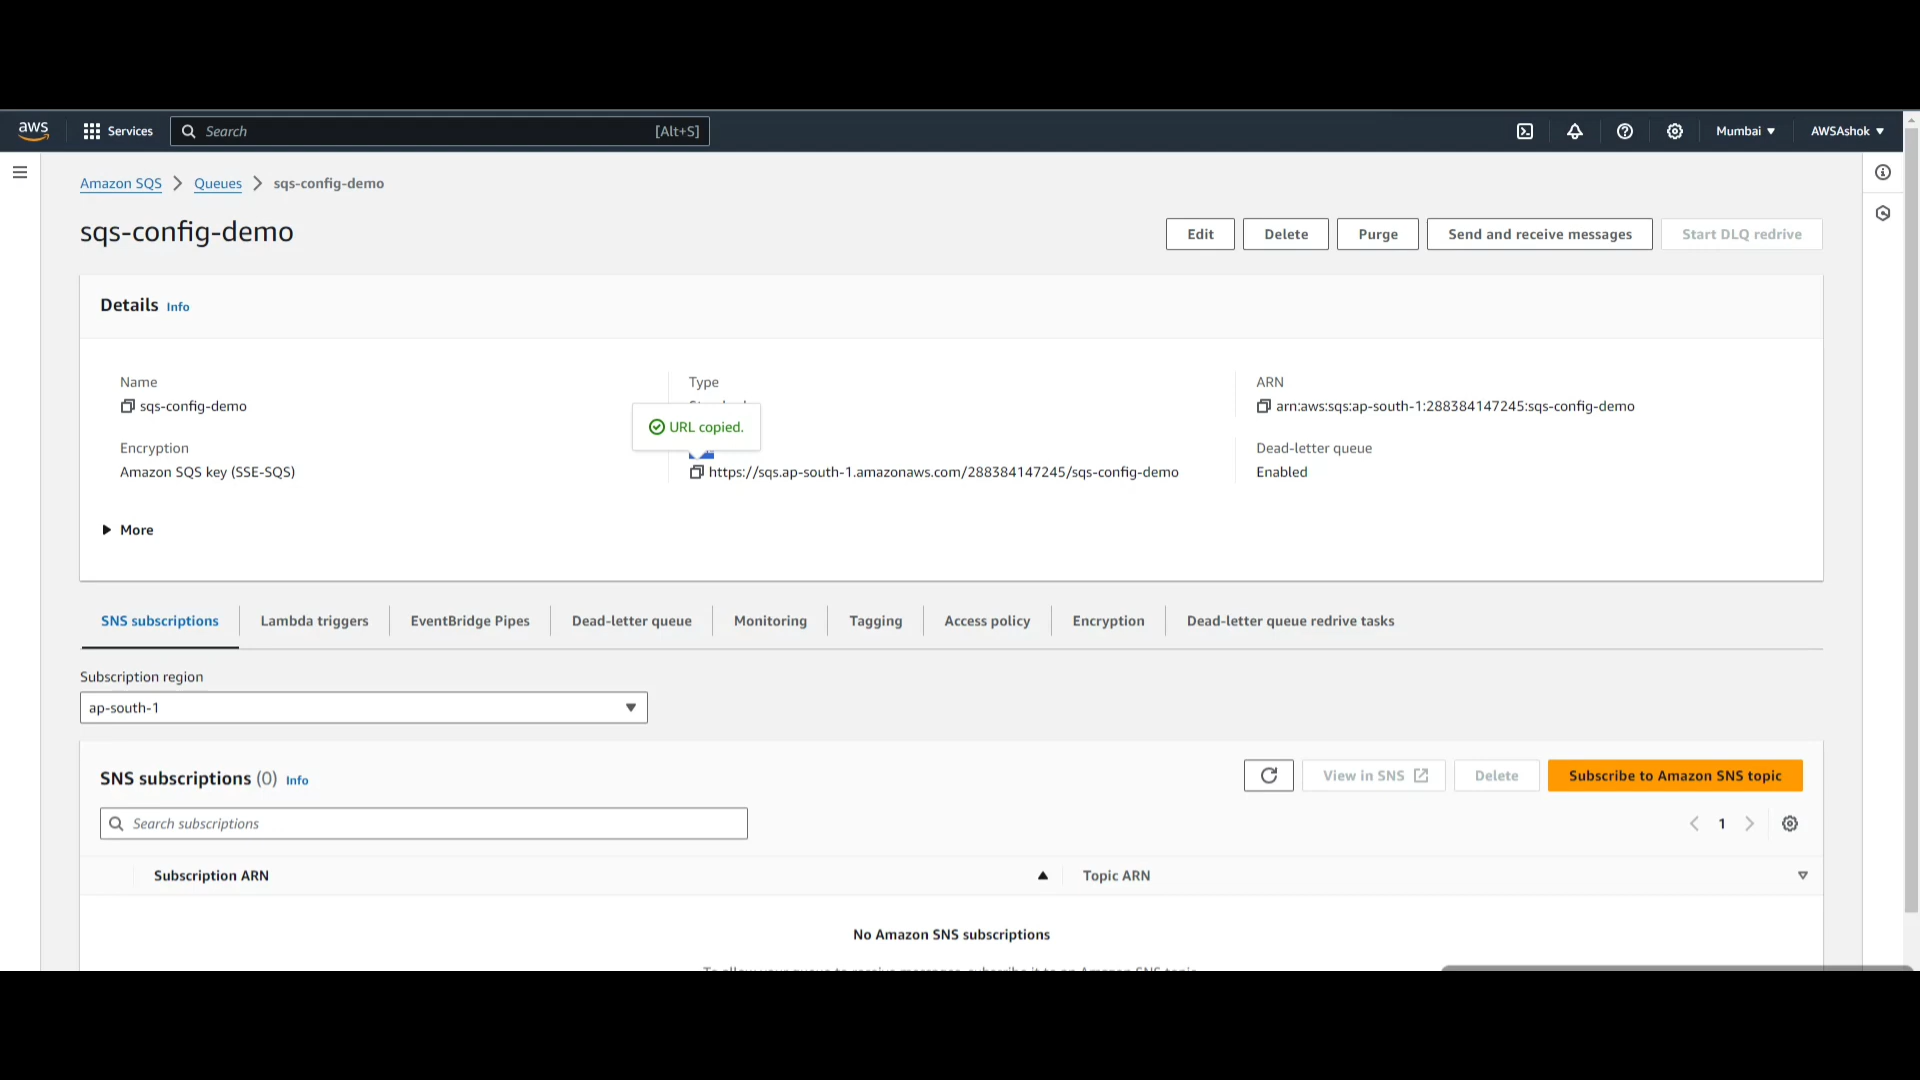 aws
Services
Search
[Alt+S]
Mumbai ▼
AWSAshok ▼
Amazon SQS
Queues
sqs-config-demo
sqs-config-demo
Edit
Delete
Purge
Send and receive messages
Start DLQ redrive
Details Info
Name
sqs-config-demo
Type
ARN
arn:aws:sqs:ap-south-1:288384147245:sqs-config-demo
URL copied.
Encryption
Amazon SQS key (SSE-SQS)
https://sqs.ap-south-1.amazonaws.com/288384147245/sqs-config-demo
Dead-letter queue
Enabled
More
SNS subscriptions
Lambda triggers
EventBridge Pipes
Dead-letter queue
Monitoring
Tagging
Access policy
Encryption
Dead-letter queue redrive tasks
Subscription region
ap-south-1
SNS subscriptions (0) Info
View in SNS
Delete
Subscribe to Amazon SNS topic
Search subscriptions
1
Subscription ARN
Topic ARN
No Amazon SNS subscriptions